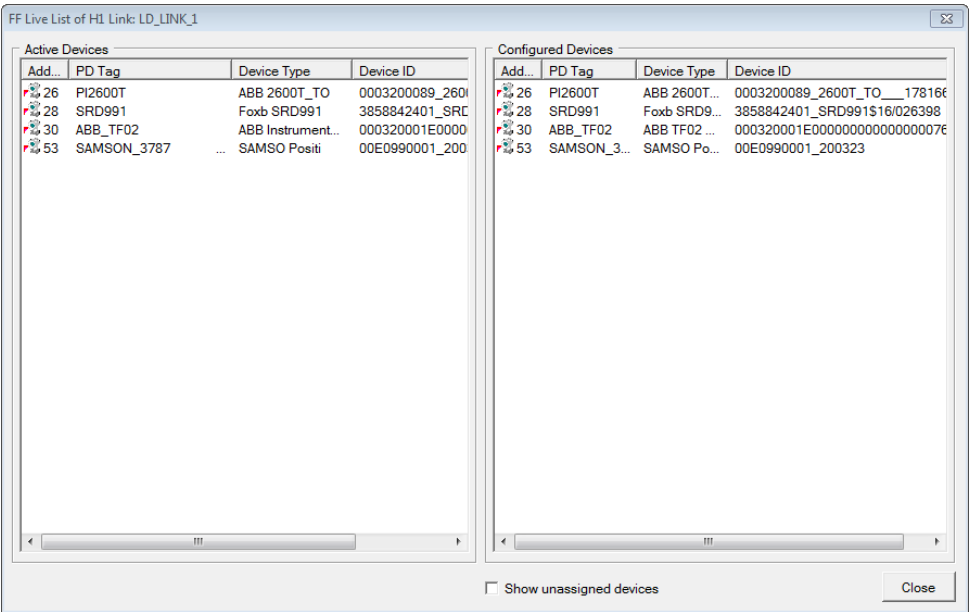 FF Live List of H1 Link: LD_LINK_1
Active Devices
Add... PD Tag Device Type Device ID
26 PI2600T ABB 2600T_TO 0003200089_260
28 SRD991 Foxb SRD991 3858842401_SRD
30 ABB_TF02 ABB Instrument... 000320001E0000
53 SAMSON_3787 ... SAMSO Positi 00E0990001_200
Configured Devices
Add... PD Tag Device Type Device ID
26 PI2600T ABB 2600T... 0003200089_2600T_TO___178166
28 SRD991 Foxb SRD9... 3858842401_SRD991$16/026398
30 ABB_TF02 ABB TF02 ... 000320001E000000000000000076
53 SAMSON_3... SAMSO Po... 00E0990001_200323
Show unassigned devices
Close